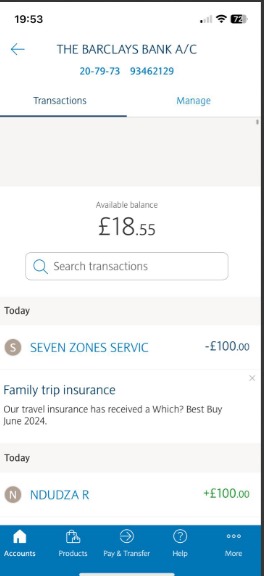 19:53
72
THE BARCLAYS BANK A/C
20-79-73 93462129
Transactions
Manage
Available balance
£18.55
Search transactions
Today
S SEVEN ZONES SERVIC -£100.00
Family trip insurance
Our travel insurance has received a Which? Best Buy
June 2024.
Today
N NDUDZA R +£100.00
Accounts Products Pay & Transfer Help More